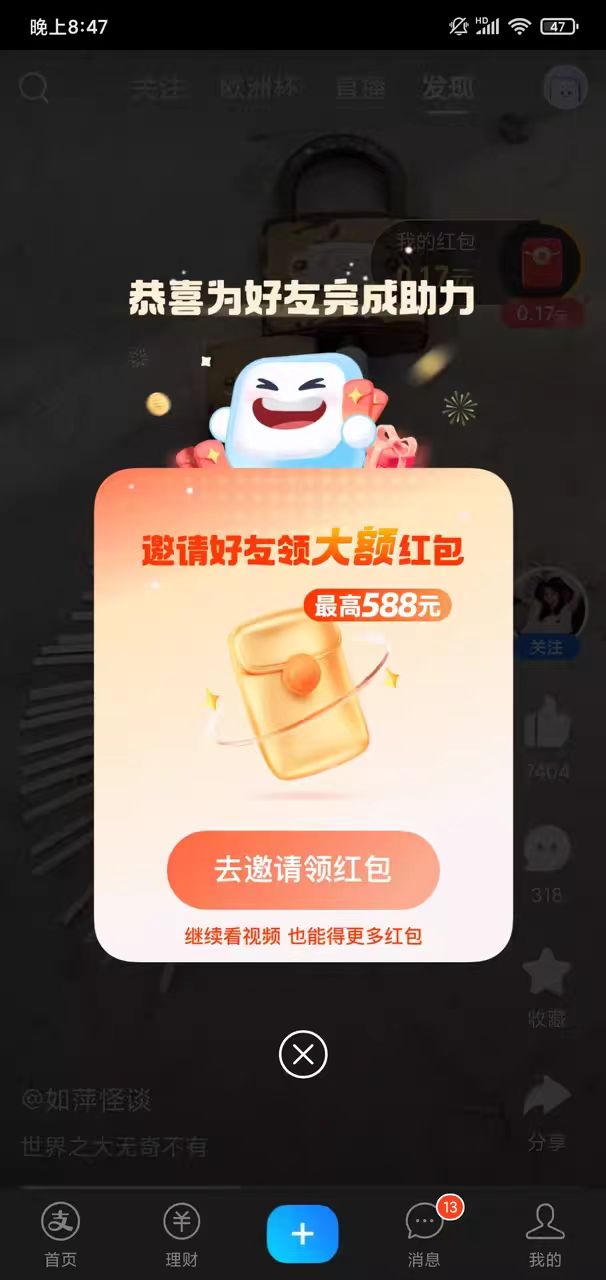 晚上8:47
HD
47
关注 欧洲杯 直播 发现
我的红包
0.17元
0.17元
恭喜为好友完成助力
邀请好友领大额红包
最高588元
关注
7404
去邀请领红包
318
继续看视频 也能得更多红包
收藏
@如萍怪谈
分享
世界之大无奇不有
支 ¥ + 13
首页 理财 消息 我的